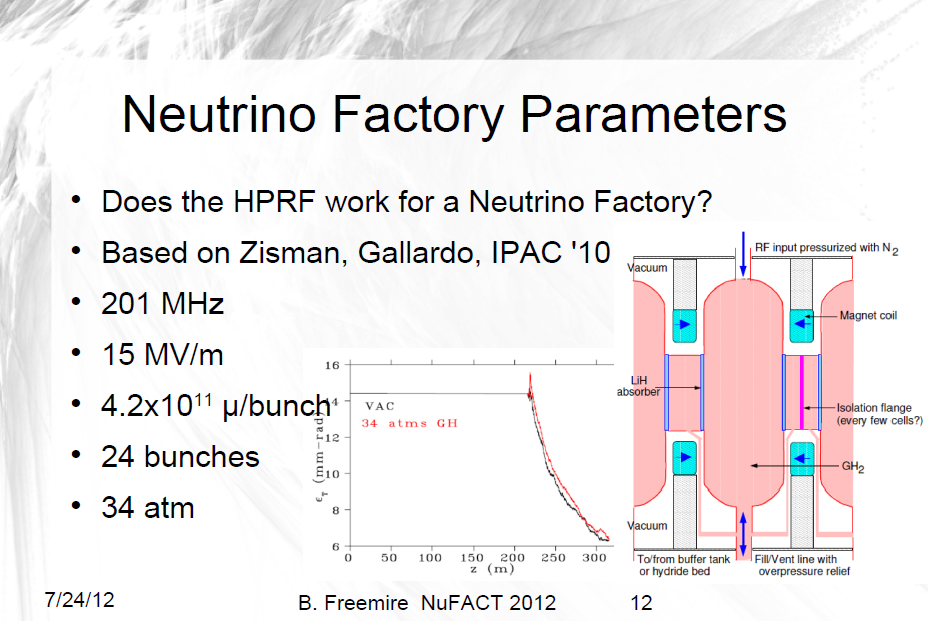 Neutrino Factory Parameters
• Does the HPRF work for a Neutrino Factory?
• Based on Zisman, Gallardo, IPAC '10
• 201 MHz
• 15 MV/m
• 4.2x10¹¹ μ/bunch
• 24 bunches
• 34 atm
16
14
12
10
8
6
ϵT (mm-rad)
VAC
34 atms GH
0 50 100 150 200 250 300
z (m)
RF input pressurized with N2
Vacuum
Magnet coil
LiH
absorber
Isolation flange
(every few cells?)
GH2
Vacuum
To/from buffer tank
or hydride bed
Fill/Vent line with
overpressure relief
7/24/12
B. Freemire NuFACT 2012
12